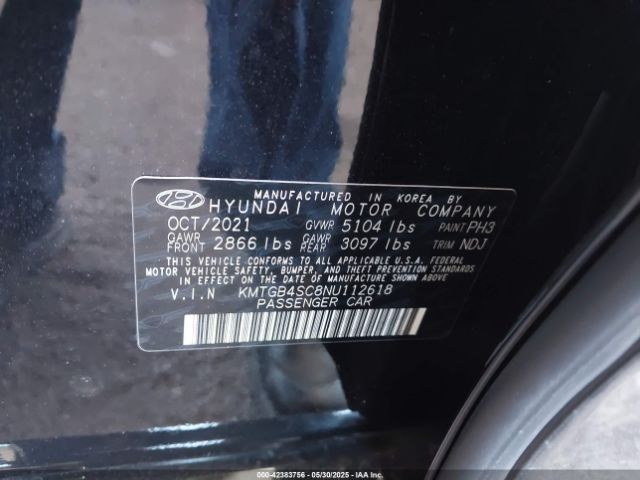 MANUFACTURED IN KOREA BY
HYUNDAI MOTOR COMPANY
OCT/2021 GVWR 5104 lbs PAINT PH3
GAWR FRONT 2866 lbs GAWR REAR 3097 lbs TRIM NDJ
THIS VEHICLE CONFORMS TO ALL APPLICABLE U.S.A. FEDERAL
MOTOR VEHICLE SAFETY, BUMPER, AND THEFT PREVENTION STANDARDS
IN EFFECT ON THE DATE OF MANUFACTURE SHOWN ABOVE
V.I.N KMTGB4SC8NU112618
PASSENGER CAR
000-42383756 - 05/30/2025 - IAA Inc.